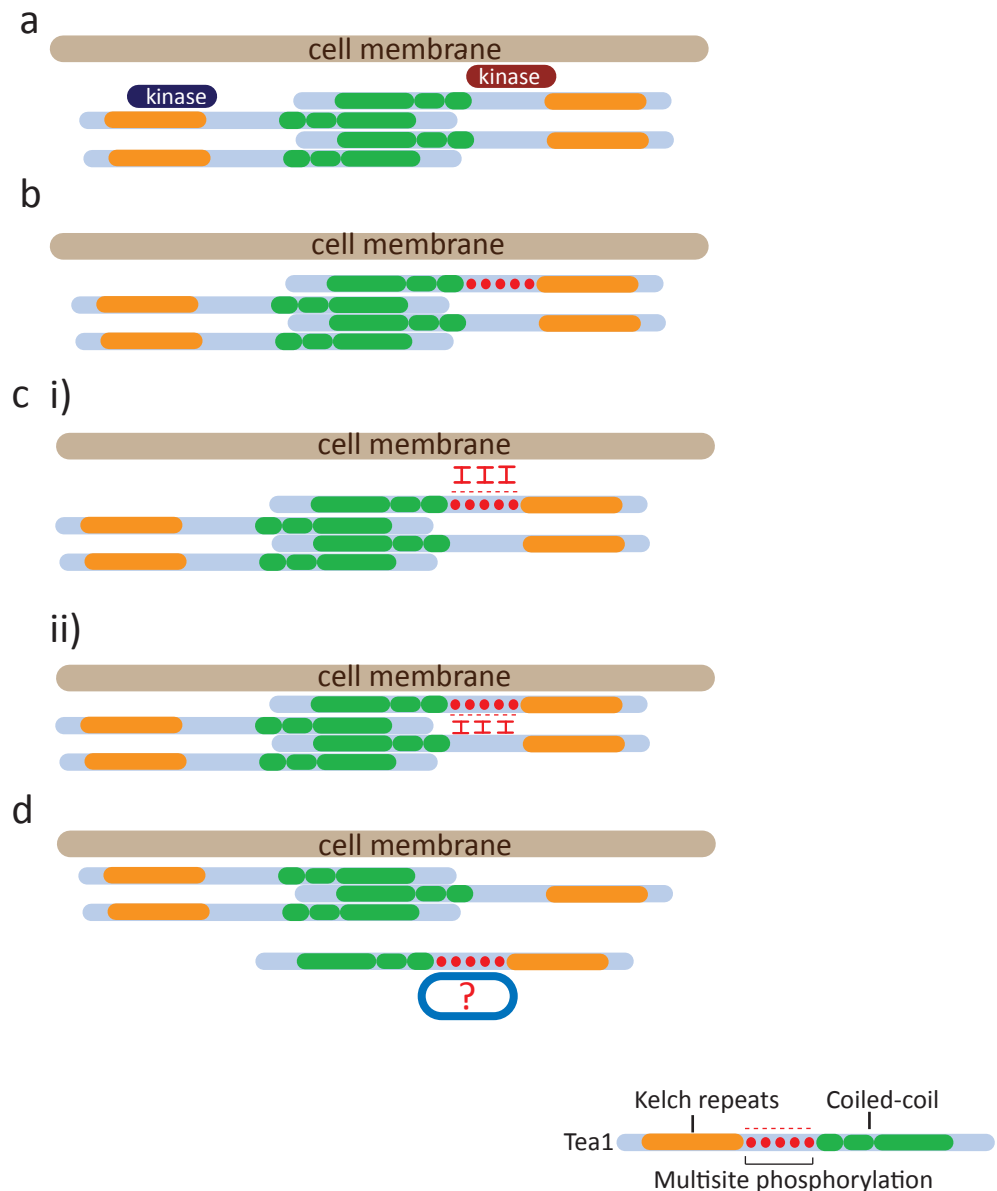 a
cell membrane
kinase
kinase
b
cell membrane
c i)
cell membrane
ii)
cell membrane
d
cell membrane
?
Kelch repeats
Coiled-coil
Tea1
Multisite phosphorylation